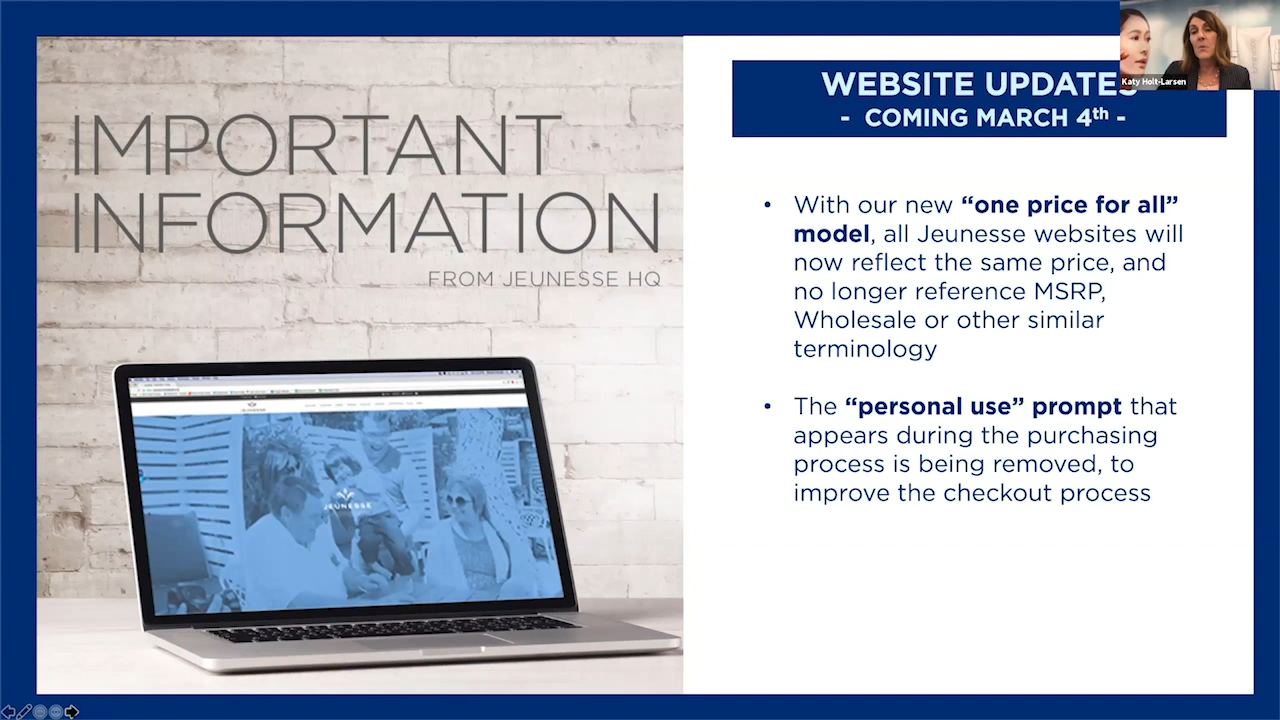 IMPORTANT
INFORMATION
FROM JEUNESSE HQ
JEUNESSE
Katy Holt-Larsen
WEBSITE UPDATES
- COMING MARCH 4th -
• With our new “one price for all”
model, all Jeunesse websites will
now reflect the same price, and
no longer reference MSRP,
Wholesale or other similar
terminology
• The “personal use” prompt that
appears during the purchasing
process is being removed, to
improve the checkout process